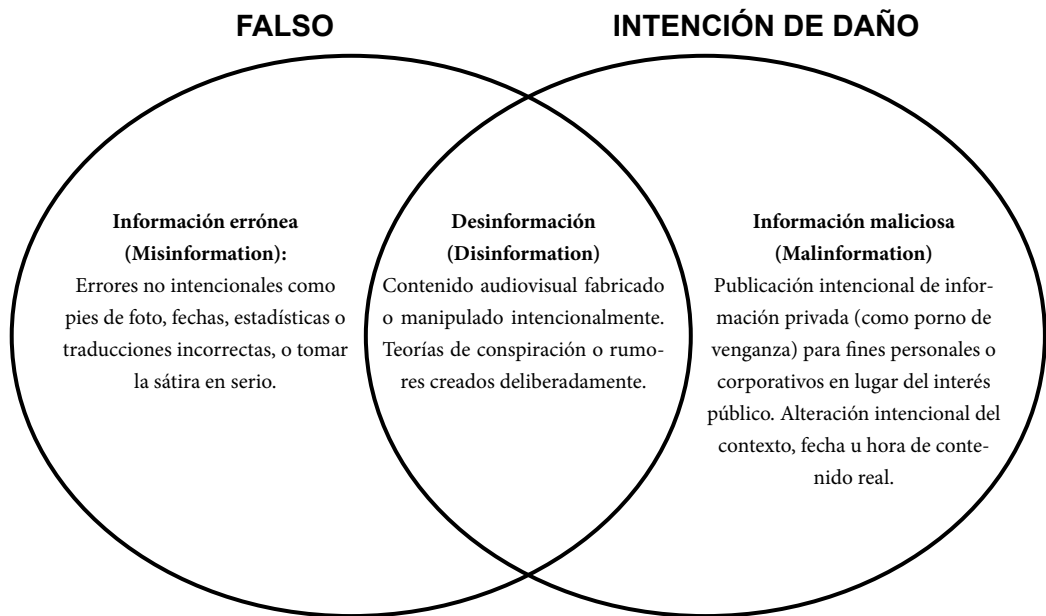 FALSO
INTENCIÓN DE DAÑO
Información errónea
(Misinformation):
Errores no intencionales como
pies de foto, fechas, estadísticas o
traducciones incorrectas, o tomar
la sátira en serio.
Desinformación
(Disinformation)
Contenido audiovisual fabricado
o manipulado intencionalmente.
Teorías de conspiración o rumo-
res creados deliberadamente.
Información maliciosa
(Malinformation)
Publicación intencional de infor-
mación privada (como porno de
venganza) para fines personales o
corporativos en lugar del interés
público. Alteración intencional del
contexto, fecha u hora de conte-
nido real.